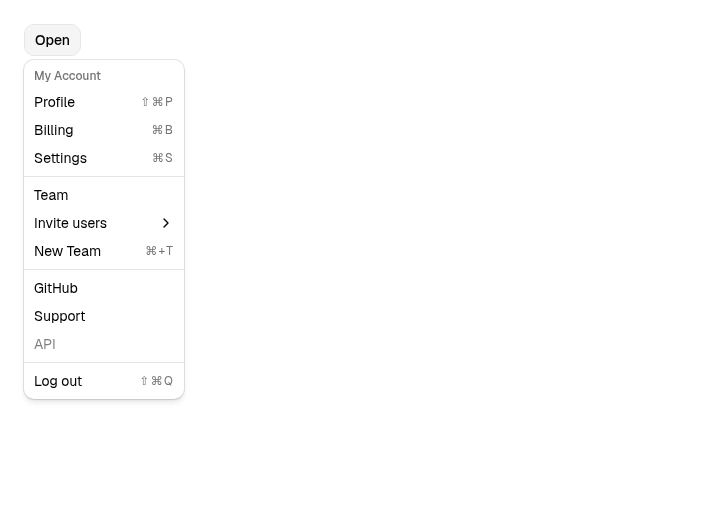 Open
My Account
Profile ⇧⌘P
Billing ⌘B
Settings ⌘S
Team
Invite users
New Team ⌘+T
GitHub
Support
API
Log out ⇧⌘Q